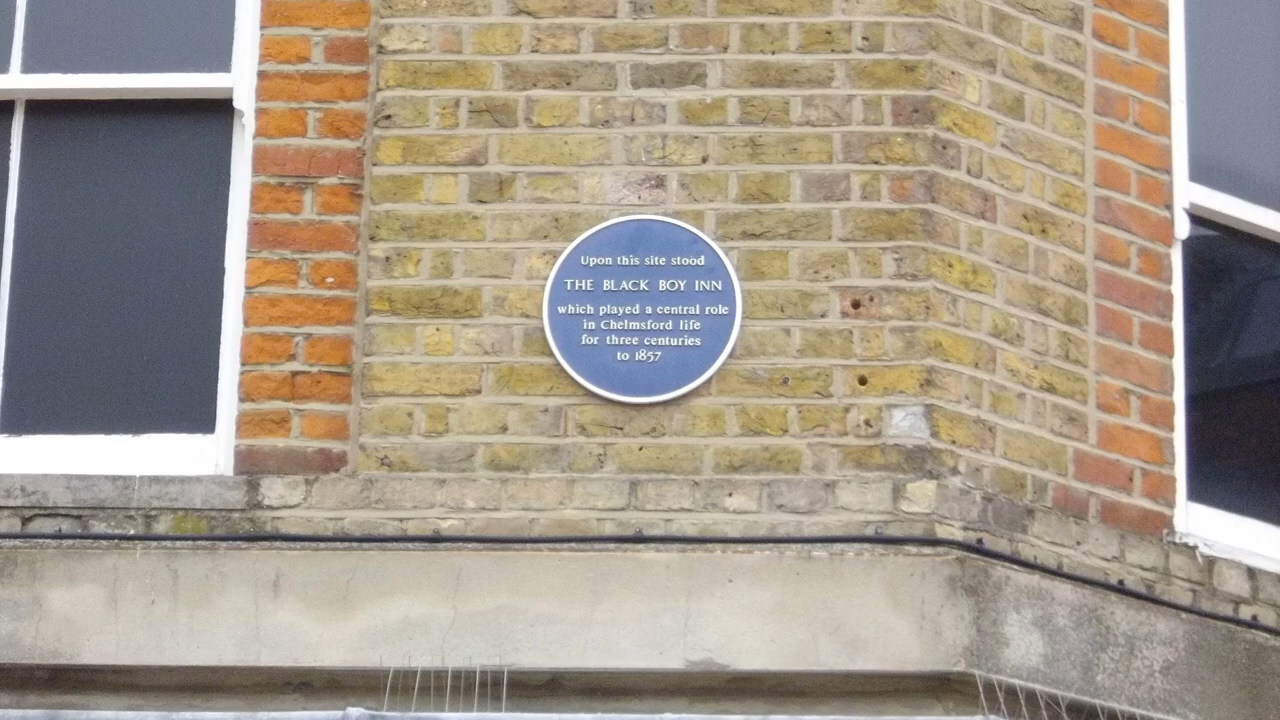 Upon this site stood
THE BLACK BOY INN
which played a central role
in Chelmsford life
for three centuries
to 1857